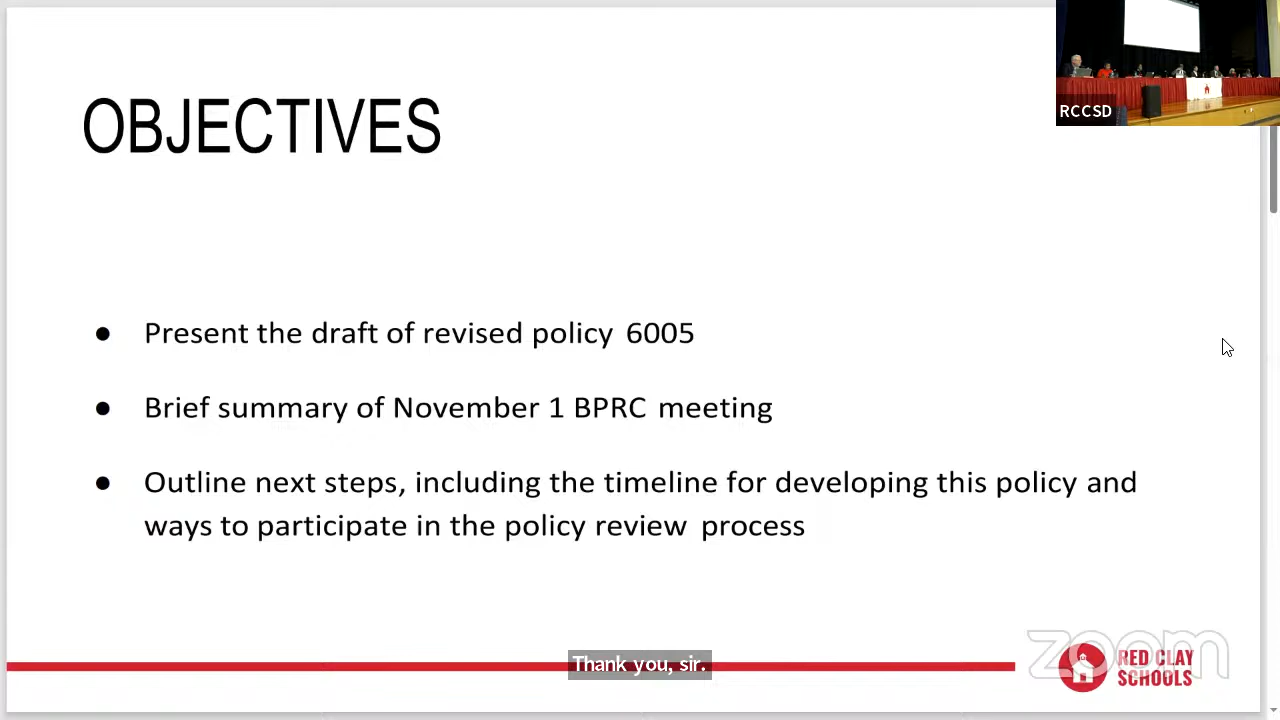 OBJECTIVES
RCCSD
● Present the draft of revised policy 6005
● Brief summary of November 1 BPRC meeting
● Outline next steps, including the timeline for developing this policy and
ways to participate in the policy review process
Thank you, sir.
zoom
RED CLAY
SCHOOLS